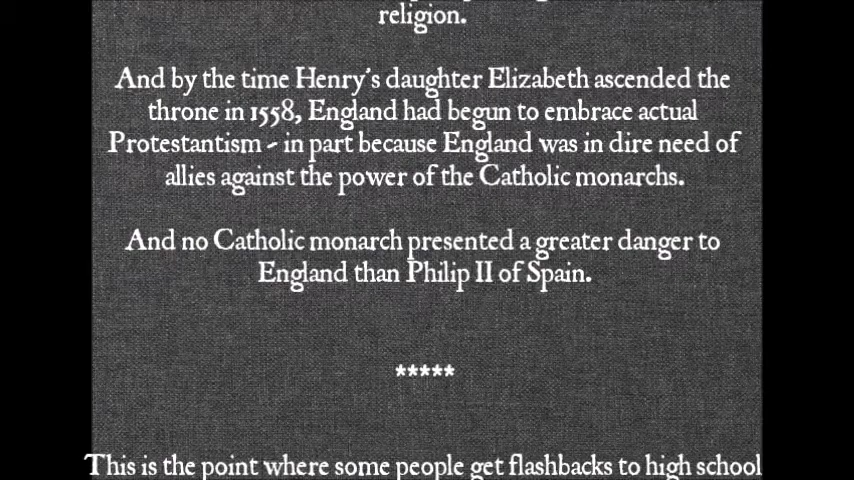 religion.
And by the time Henry's daughter Elizabeth ascended the
throne in 1558, England had begun to embrace actual
Protestantism - in part because England was in dire need of
allies against the power of the Catholic monarchs.
And no Catholic monarch presented a greater danger to
England than Philip II of Spain.
*****
This is the point where some people get flashbacks to high school